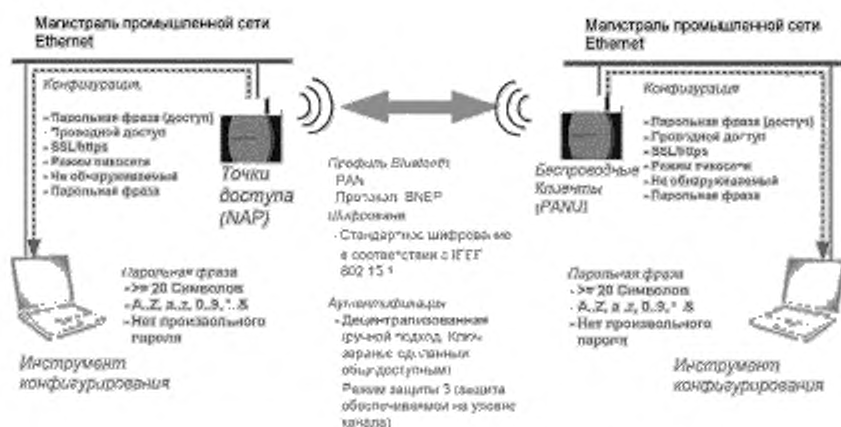 Магистраль промышленной сети
Ethernet
Конфигурация
Парольная фраза (доступ)
Проводной доступ
SSL/https
Режим пикосети
Не обнаруживаемый
Парольная фраза
Точки
доступа
(NAP)
Парольная фраза
>= 20 Символов
A..Z, a..z, 0..9, *..&
Нет произвольного
пароля
Инструмент
конфигурирования
Профиль Bluetooth
PAN
Протокол BNEP
Шифрование
Стандартное шифрование
в соответствии с IEEE
802.15.1
Аутентификация
Децентрализованная
(ручной подход. Ключ
заранее сделанным
общедоступным)
Режим защиты 3 (защита
обеспечиваемой на уровне
канала)
Магистраль промышленной сети
Ethernet
Конфигурация
Парольная фраза (доступ)
Проводной доступ
SSL/https
Режим пикосети
Не обнаруживаемый
Парольная фраза
Беспроводные
Клиенты
(PANU)
Парольная фраза
>= 20 Символов
A..Z, a..z, 0..9, *..&
Нет произвольного
пароля
Инструмент
конфигурирования